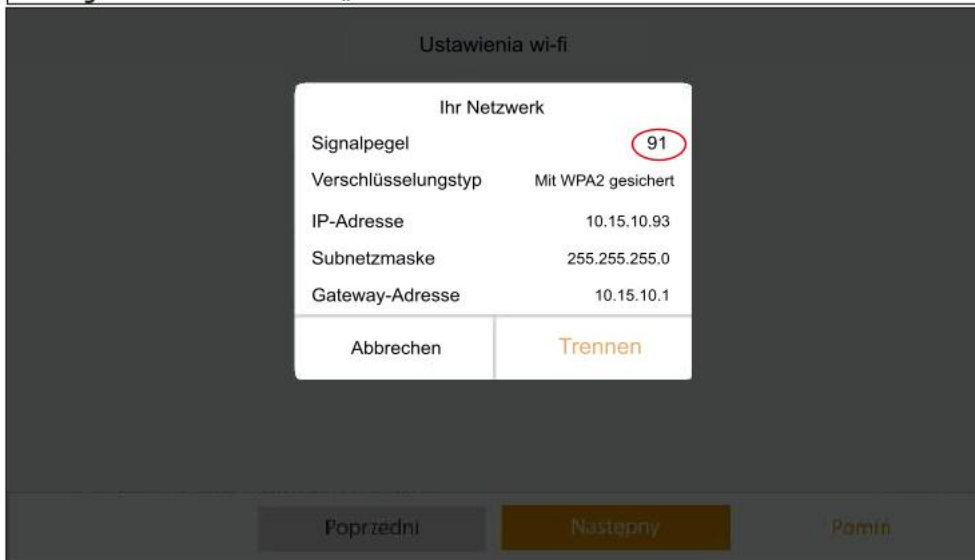 Ustawienia wi-fi
Ihr Netzwerk
Signalpegel 91
Verschlüsselungstyp Mit WPA2 gesichert
IP-Adresse 10.15.10.93
Subnetzmaske 255.255.255.0
Gateway-Adresse 10.15.10.1
Abbrechen Trennen
Poprzedni Następny Pomiń